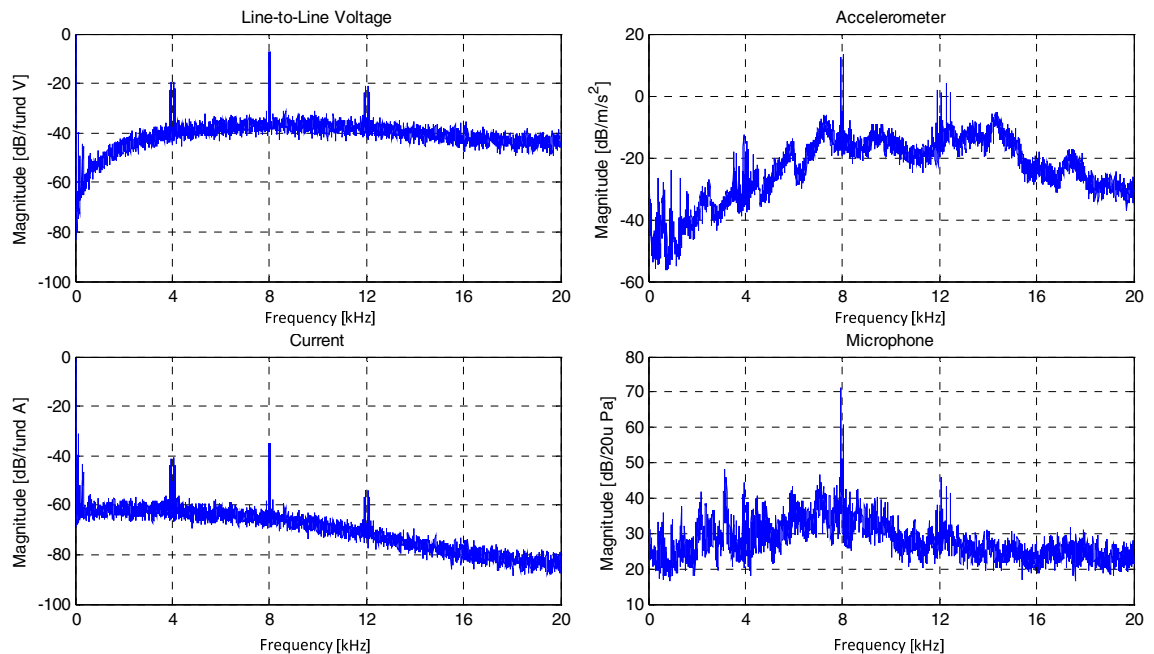 Line-to-Line Voltage
Magnitude [dB/fund V]
0
-20
-40
-60
-80
-100
0 4 8 12 16 20
Frequency [kHz]
Accelerometer
Magnitude [dB/m/s²]
20
0
-20
-40
-60
0 4 8 12 16 20
Frequency [kHz]
Current
Magnitude [dB/fund A]
0
-20
-40
-60
-80
-100
0 4 8 12 16 20
Frequency [kHz]
Microphone
Magnitude [dB/20u Pa]
80
70
60
50
40
30
20
10
0 4 8 12 16 20
Frequency [kHz]